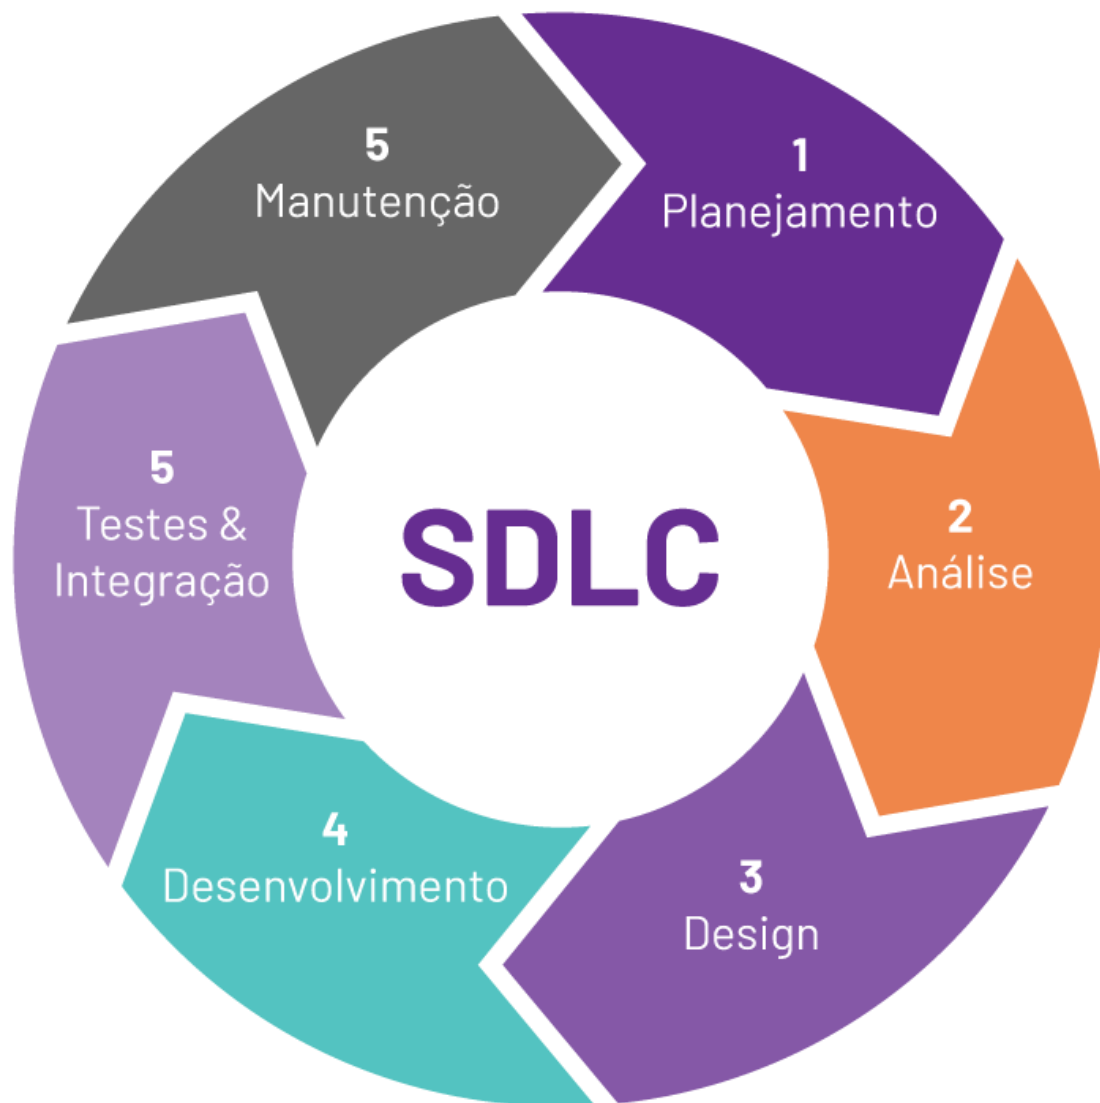 1
Planejamento
2
Análise
3
Design
4
Desenvolvimento
5
Testes &
Integração
5
Manutenção
SDLC